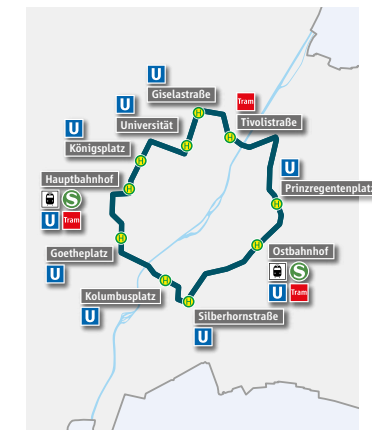 U
Giselastraße
U
Tram
Universität
Tivolistraße
U
Königsplatz
U
Prinzregentenplatz
Hauptbahnhof
S
U Tram
Goetheplatz
Ostbahnhof
U
S
Kolumbusplatz
U Tram
U
Silberhornstraße
U
H
H
H
H
H
H
H
H
H
H